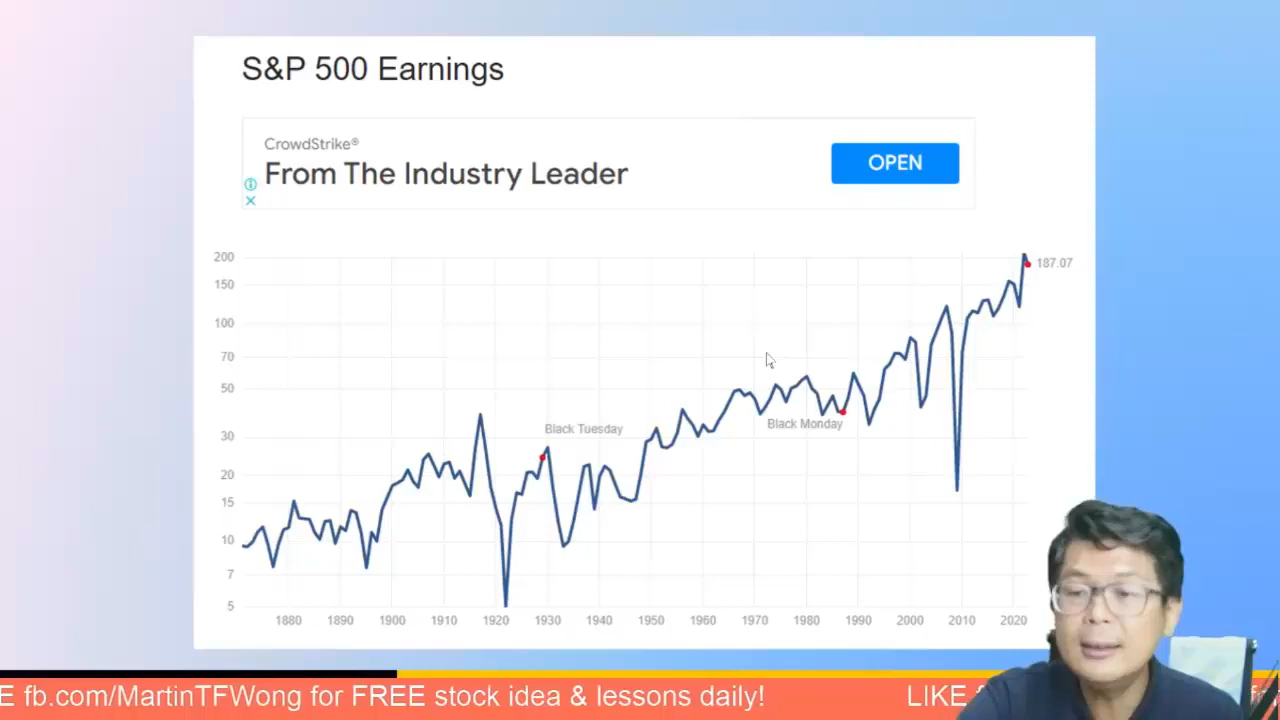 S&P 500 Earnings
CrowdStrike®
From The Industry Leader
OPEN
200
150
100
70
50
30
20
15
10
7
5
187.07
Black Tuesday
Black Monday
1880 1890 1900 1910 1920 1930 1940 1950 1960 1970 1980 1990 2000 2010 2020
E fb.com/MartinTFWong for FREE stock idea & lessons daily! LIKE